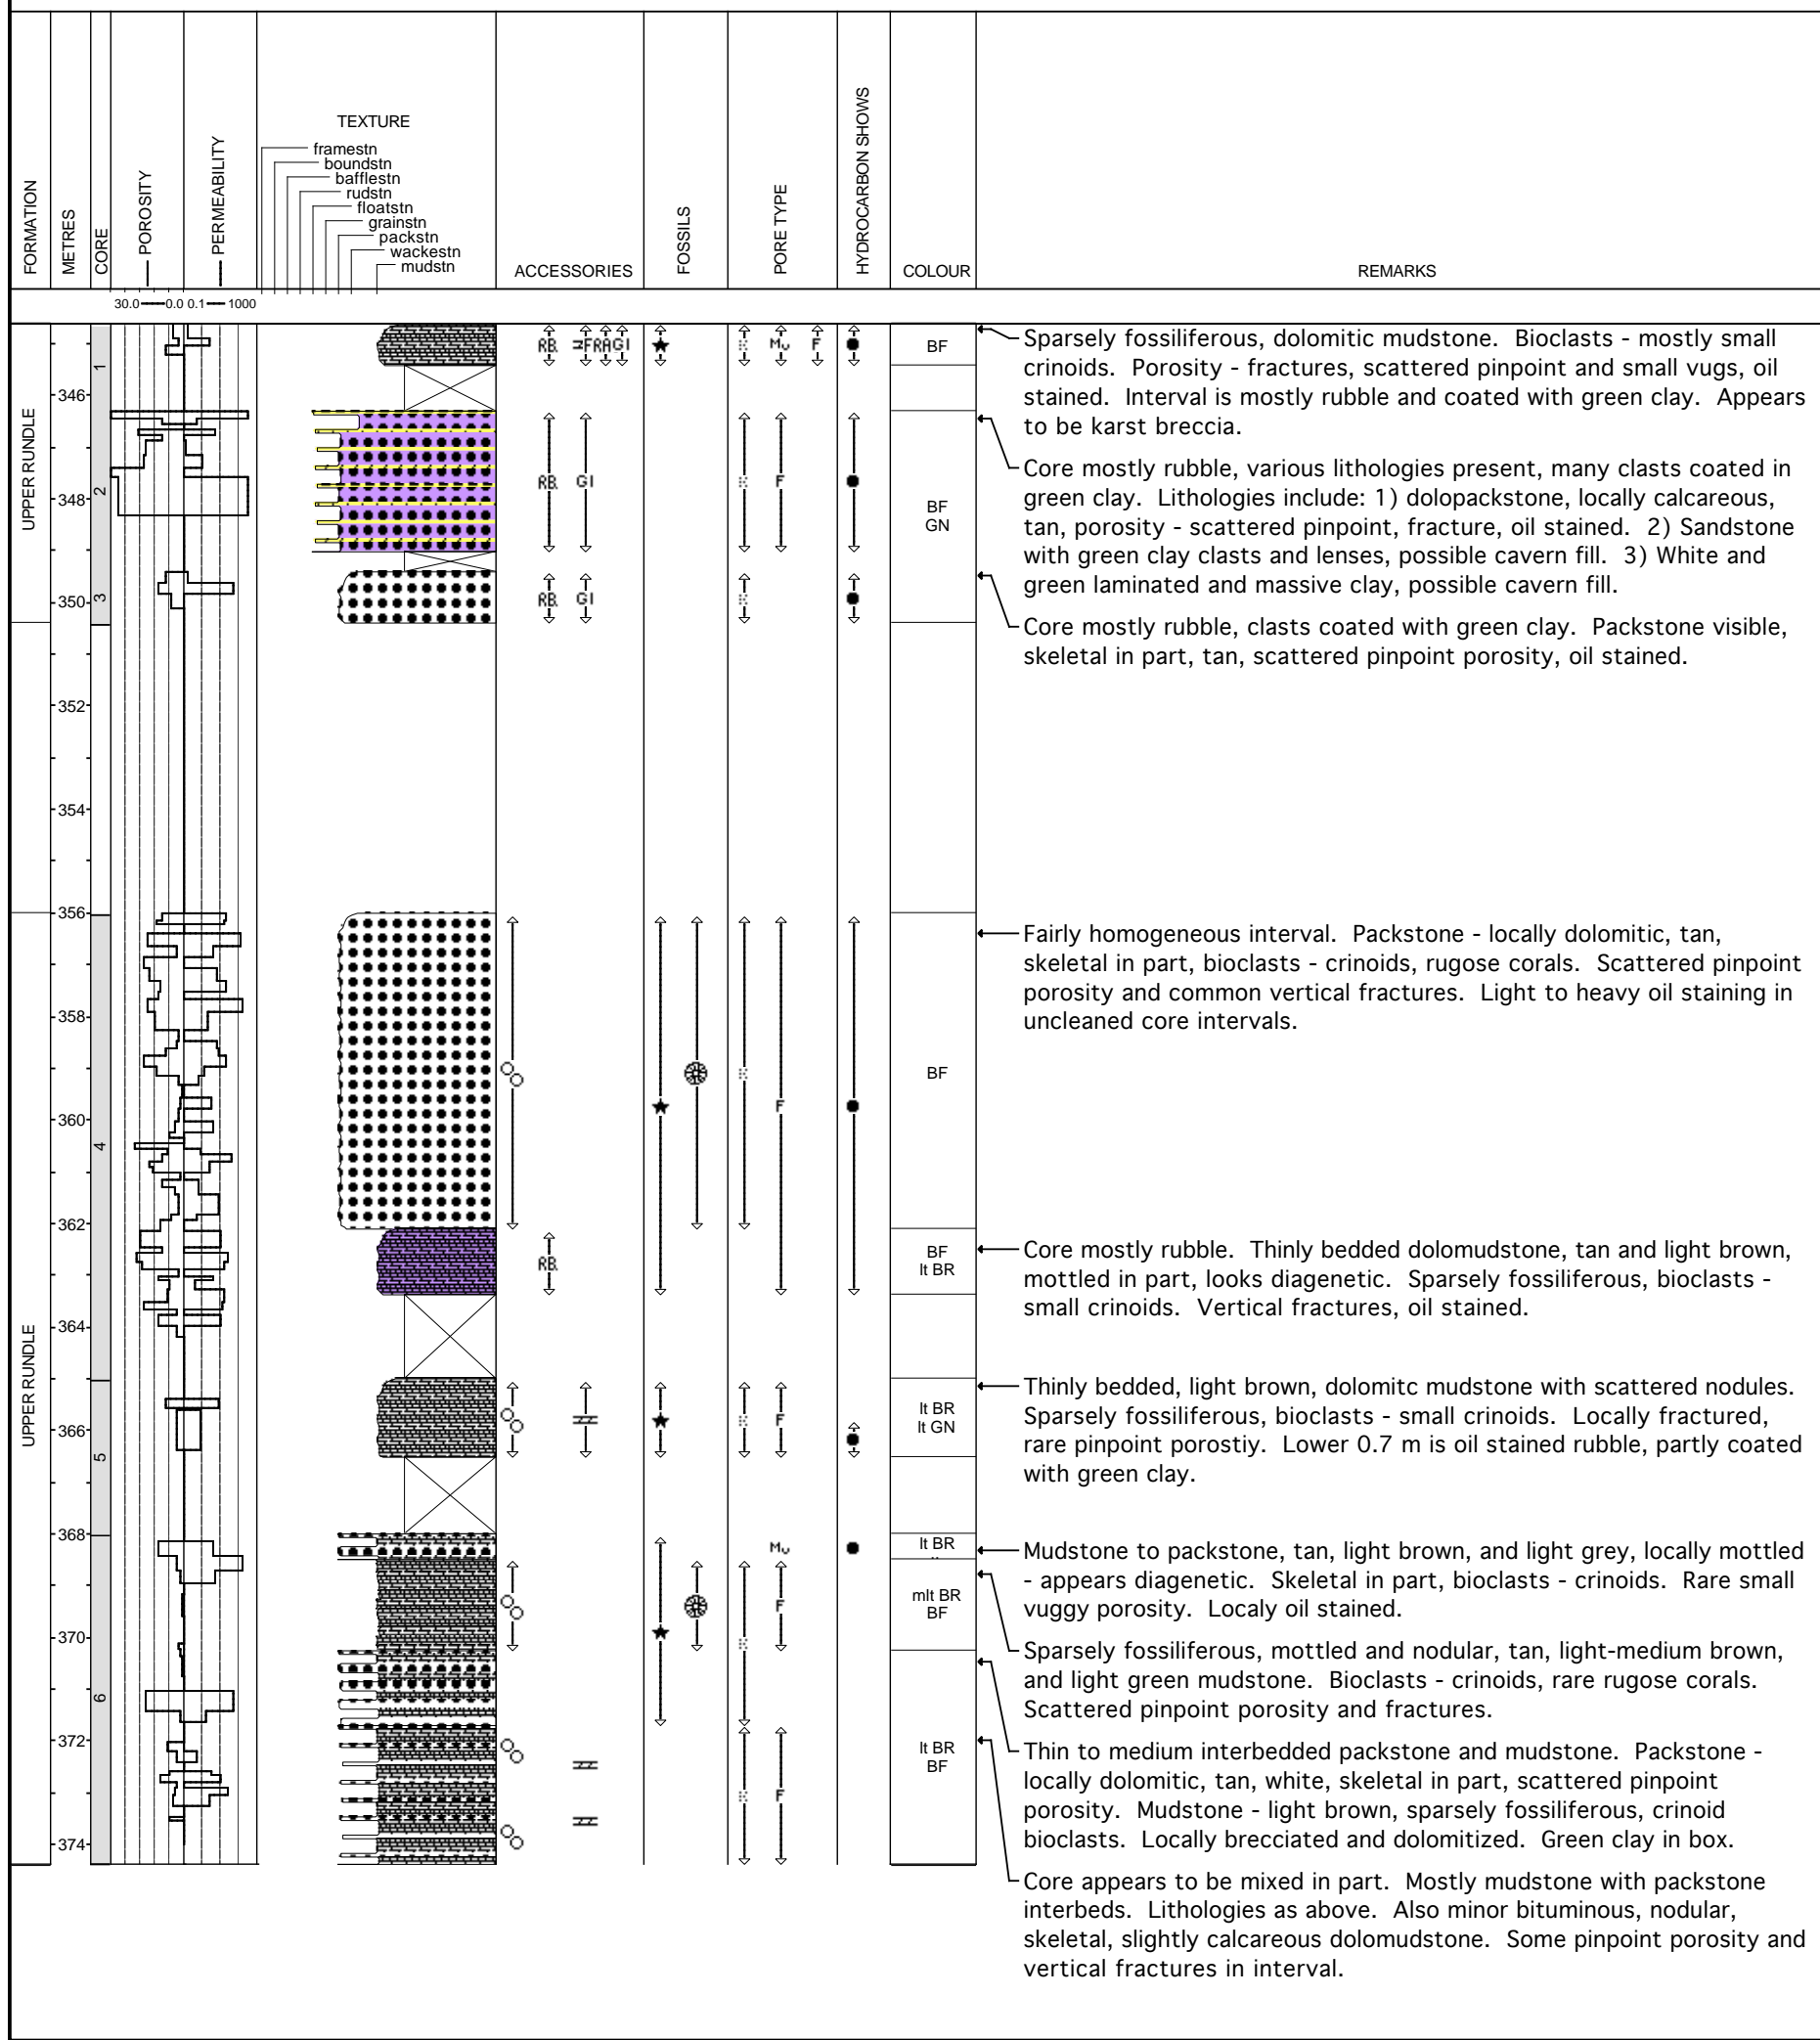 FORMATION
METRES
CORE
POROSITY
PERMEABILITY
TEXTURE
framestn
boundstn
bafflestn
rudstn
floatstn
grainstn
packstn
wackestn
mudstn
ACCESSORIES
FOSSILS
PORE TYPE
HYDROCARBON SHOWS
COLOUR
REMARKS
30.0 0.0 0.1 1000
UPPER RUNDLE
346
348
350
352
354
356
358
360
362
364
366
368
370
372
374
UPPER RUNDLE
1
2
3
4
5
6
RB FRAGI Mv F
BF
Sparsely fossiliferous, dolomitic mudstone. Bioclasts - mostly small
crinoids. Porosity - fractures, scattered pinpoint and small vugs, oil
stained. Interval is mostly rubble and coated with green clay. Appears
to be karst breccia.
RB GI F
BF
GN
Core mostly rubble, various lithologies present, many clasts coated in
green clay. Lithologies include: 1) dolopackstone, locally calcareous,
tan, porosity - scattered pinpoint, fracture, oil stained. 2) Sandstone
with green clay clasts and lenses, possible cavern fill. 3) White and
green laminated and massive clay, possible cavern fill.
RB GI
Core mostly rubble, clasts coated with green clay. Packstone visible,
skeletal in part, tan, scattered pinpoint porosity, oil stained.
F
BF
Fairly homogeneous interval. Packstone - locally dolomitic, tan,
skeletal in part, bioclasts - crinoids, rugose corals. Scattered pinpoint
porosity and common vertical fractures. Light to heavy oil staining in
uncleaned core intervals.
RB
BF
lt BR
Core mostly rubble. Thinly bedded dolomudstone, tan and light brown,
mottled in part, looks diagenetic. Sparsely fossiliferous, bioclasts -
small crinoids. Vertical fractures, oil stained.
F
lt BR
lt GN
Thinly bedded, light brown, dolomitc mudstone with scattered nodules.
Sparsely fossiliferous, bioclasts - small crinoids. Locally fractured,
rare pinpoint porostiy. Lower 0.7 m is oil stained rubble, partly coated
with green clay.
Mv
lt BR
Mudstone to packstone, tan, light brown, and light grey, locally mottled
- appears diagenetic. Skeletal in part, bioclasts - crinoids. Rare small
vuggy porosity. Localy oil stained.
F
mlt BR
BF
Sparsely fossiliferous, mottled and nodular, tan, light-medium brown,
and light green mudstone. Bioclasts - crinoids, rare rugose corals.
Scattered pinpoint porosity and fractures.
lt BR
BF
Thin to medium interbedded packstone and mudstone. Packstone -
locally dolomitic, tan, white, skeletal in part, scattered pinpoint
porosity. Mudstone - light brown, sparsely fossiliferous, crinoid
bioclasts. Locally brecciated and dolomitized. Green clay in box.
F
Core appears to be mixed in part. Mostly mudstone with packstone
interbeds. Lithologies as above. Also minor bituminous, nodular,
skeletal, slightly calcareous dolomudstone. Some pinpoint porosity and
vertical fractures in interval.